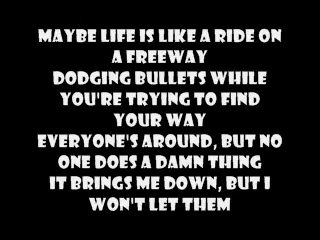 MAYBE LIFE IS LIKE A RIDE ON
A FREEWAY
DODGING BULLETS WHILE
YOU'RE TRYING TO FIND
YOUR WAY
EVERYONE'S AROUND, BUT NO
ONE DOES A DAMN THING
IT BRINGS ME DOWN, BUT I
WON'T LET THEM